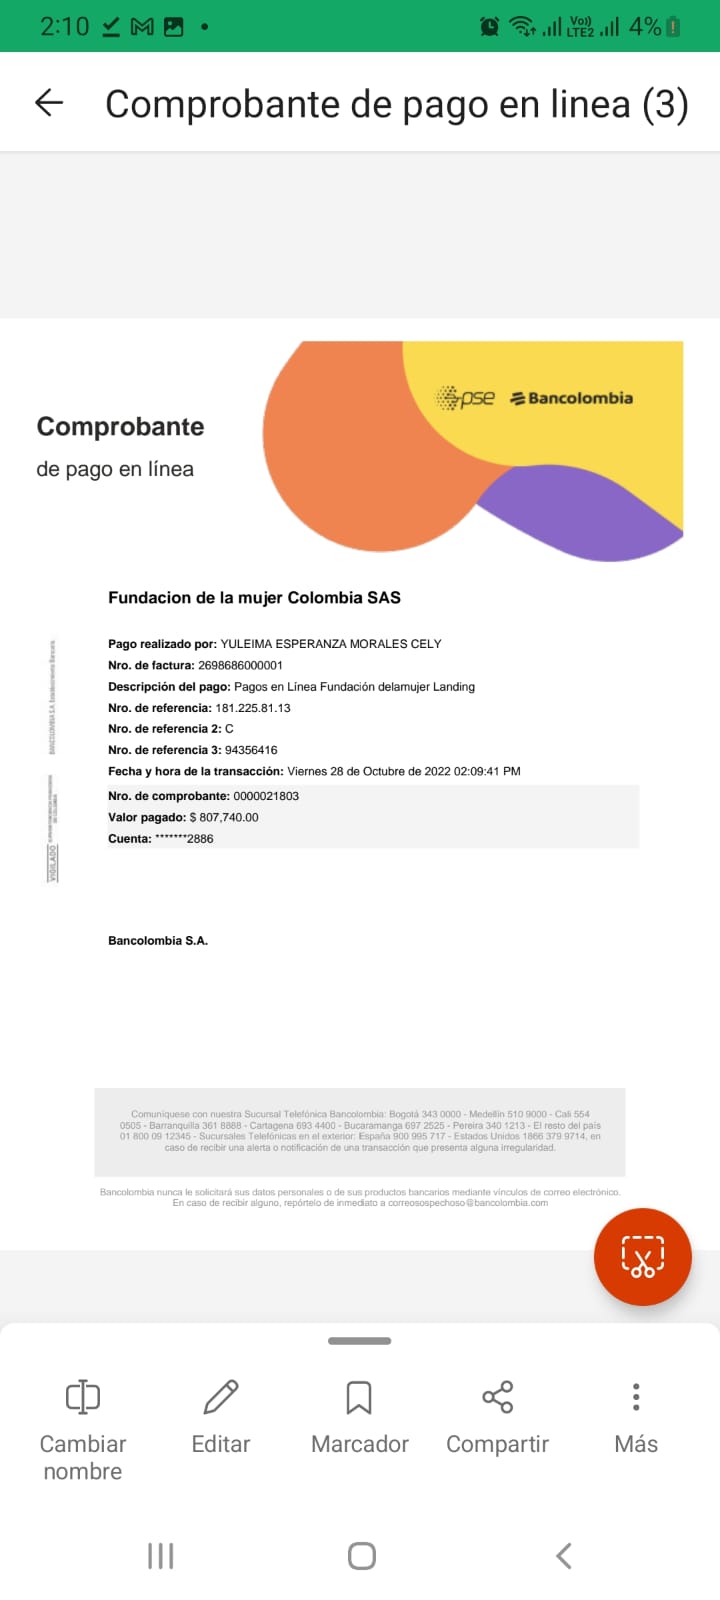 2:10
Vo))
LTE2
4%
Comprobante de pago en linea (3)
pse Bancolombia
Comprobante
de pago en línea
Fundacion de la mujer Colombia SAS
Pago realizado por: YULEIMA ESPERANZA MORALES CELY
Nro. de factura: 2698686000001
Descripción del pago: Pagos en Línea Fundación delamujer Landing
Nro. de referencia: 181.225.81.13
Nro. de referencia 2: C
Nro. de referencia 3: 94356416
Fecha y hora de la transacción: Viernes 28 de Octubre de 2022 02:09:41 PM
Nro. de comprobante: 0000021803
Valor pagado: $ 807,740.00
Cuenta: *******2886
BANCOLOMBIA S.A. Establecimiento Bancario.
VIGILADO
Bancolombia S.A.
Comuníquese con nuestra Sucursal Telefónica Bancolombia: Bogotá 343 0000 - Medellín 510 9000 - Cali 554
0505 - Barranquilla 361 8888 - Cartagena 693 4400 - Bucaramanga 697 2525 - Pereira 340 1213 - El resto del país
01 800 09 12345 - Sucursales Telefónicas en el exterior: España 900 995 717 - Estados Unidos 1866 379 9714, en
caso de recibir una alerta o notificación de una transacción que presenta alguna irregularidad.
Bancolombia nunca le solicitará sus datos personales o de sus productos bancarios mediante vínculos de correo electrónico.
En caso de recibir alguno, repórtelo de inmediato a correosospechoso@bancolombia.com
Cambiar
nombre
Editar
Marcador
Compartir
Más